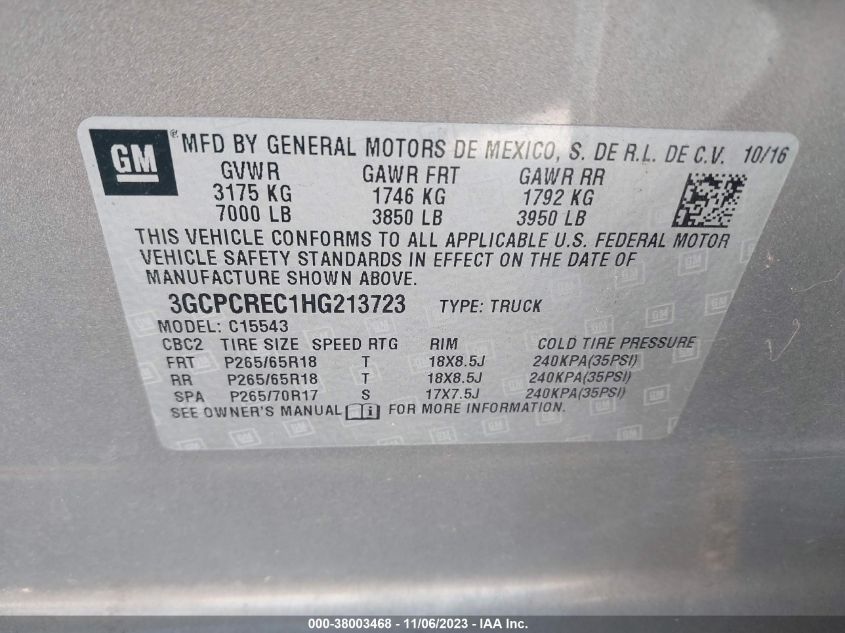 GM ® MFD BY GENERAL MOTORS DE MEXICO, S. DE R.L. DE C.V. 10/16
GVWR GAWR FRT GAWR RR
3175 KG 1746 KG 1792 KG
7000 LB 3850 LB 3950 LB
THIS VEHICLE CONFORMS TO ALL APPLICABLE U.S. FEDERAL MOTOR
VEHICLE SAFETY STANDARDS IN EFFECT ON THE DATE OF
MANUFACTURE SHOWN ABOVE.
3GCPCREC1HG213723 TYPE: TRUCK
MODEL: C15543
CBC2 TIRE SIZE SPEED RTG RIM COLD TIRE PRESSURE
FRT P265/65R18 T 18X8.5J 240KPA(35PSI)
RR P265/65R18 T 18X8.5J 240KPA(35PSI)
SPA P265/70R17 S 17X7.5J 240KPA(35PSI)
SEE OWNER'S MANUAL i FOR MORE INFORMATION.
000-38003468 - 11/06/2023 - IAA Inc.